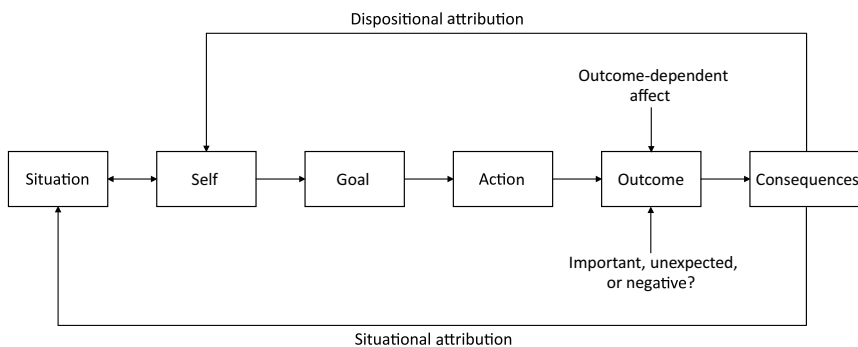 Dispositional attribution
Outcome-dependent
affect
Situation
Self
Goal
Action
Outcome
Consequences
Important, unexpected,
or negative?
Situational attribution